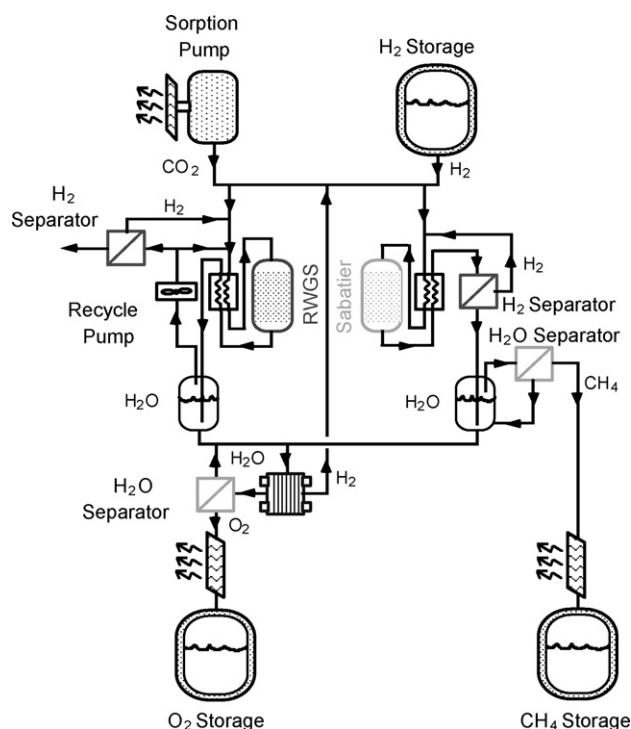 Sorption
Pump
H2 Storage
CO2
H2
H2
Separator
H2
H2
Recycle
Pump
RWGS
Sabatier
H2 Separator
H2O Separator
H2O
H2O
CH4
H2O
H2
H2O
Separator
O2
O2 Storage
CH4 Storage